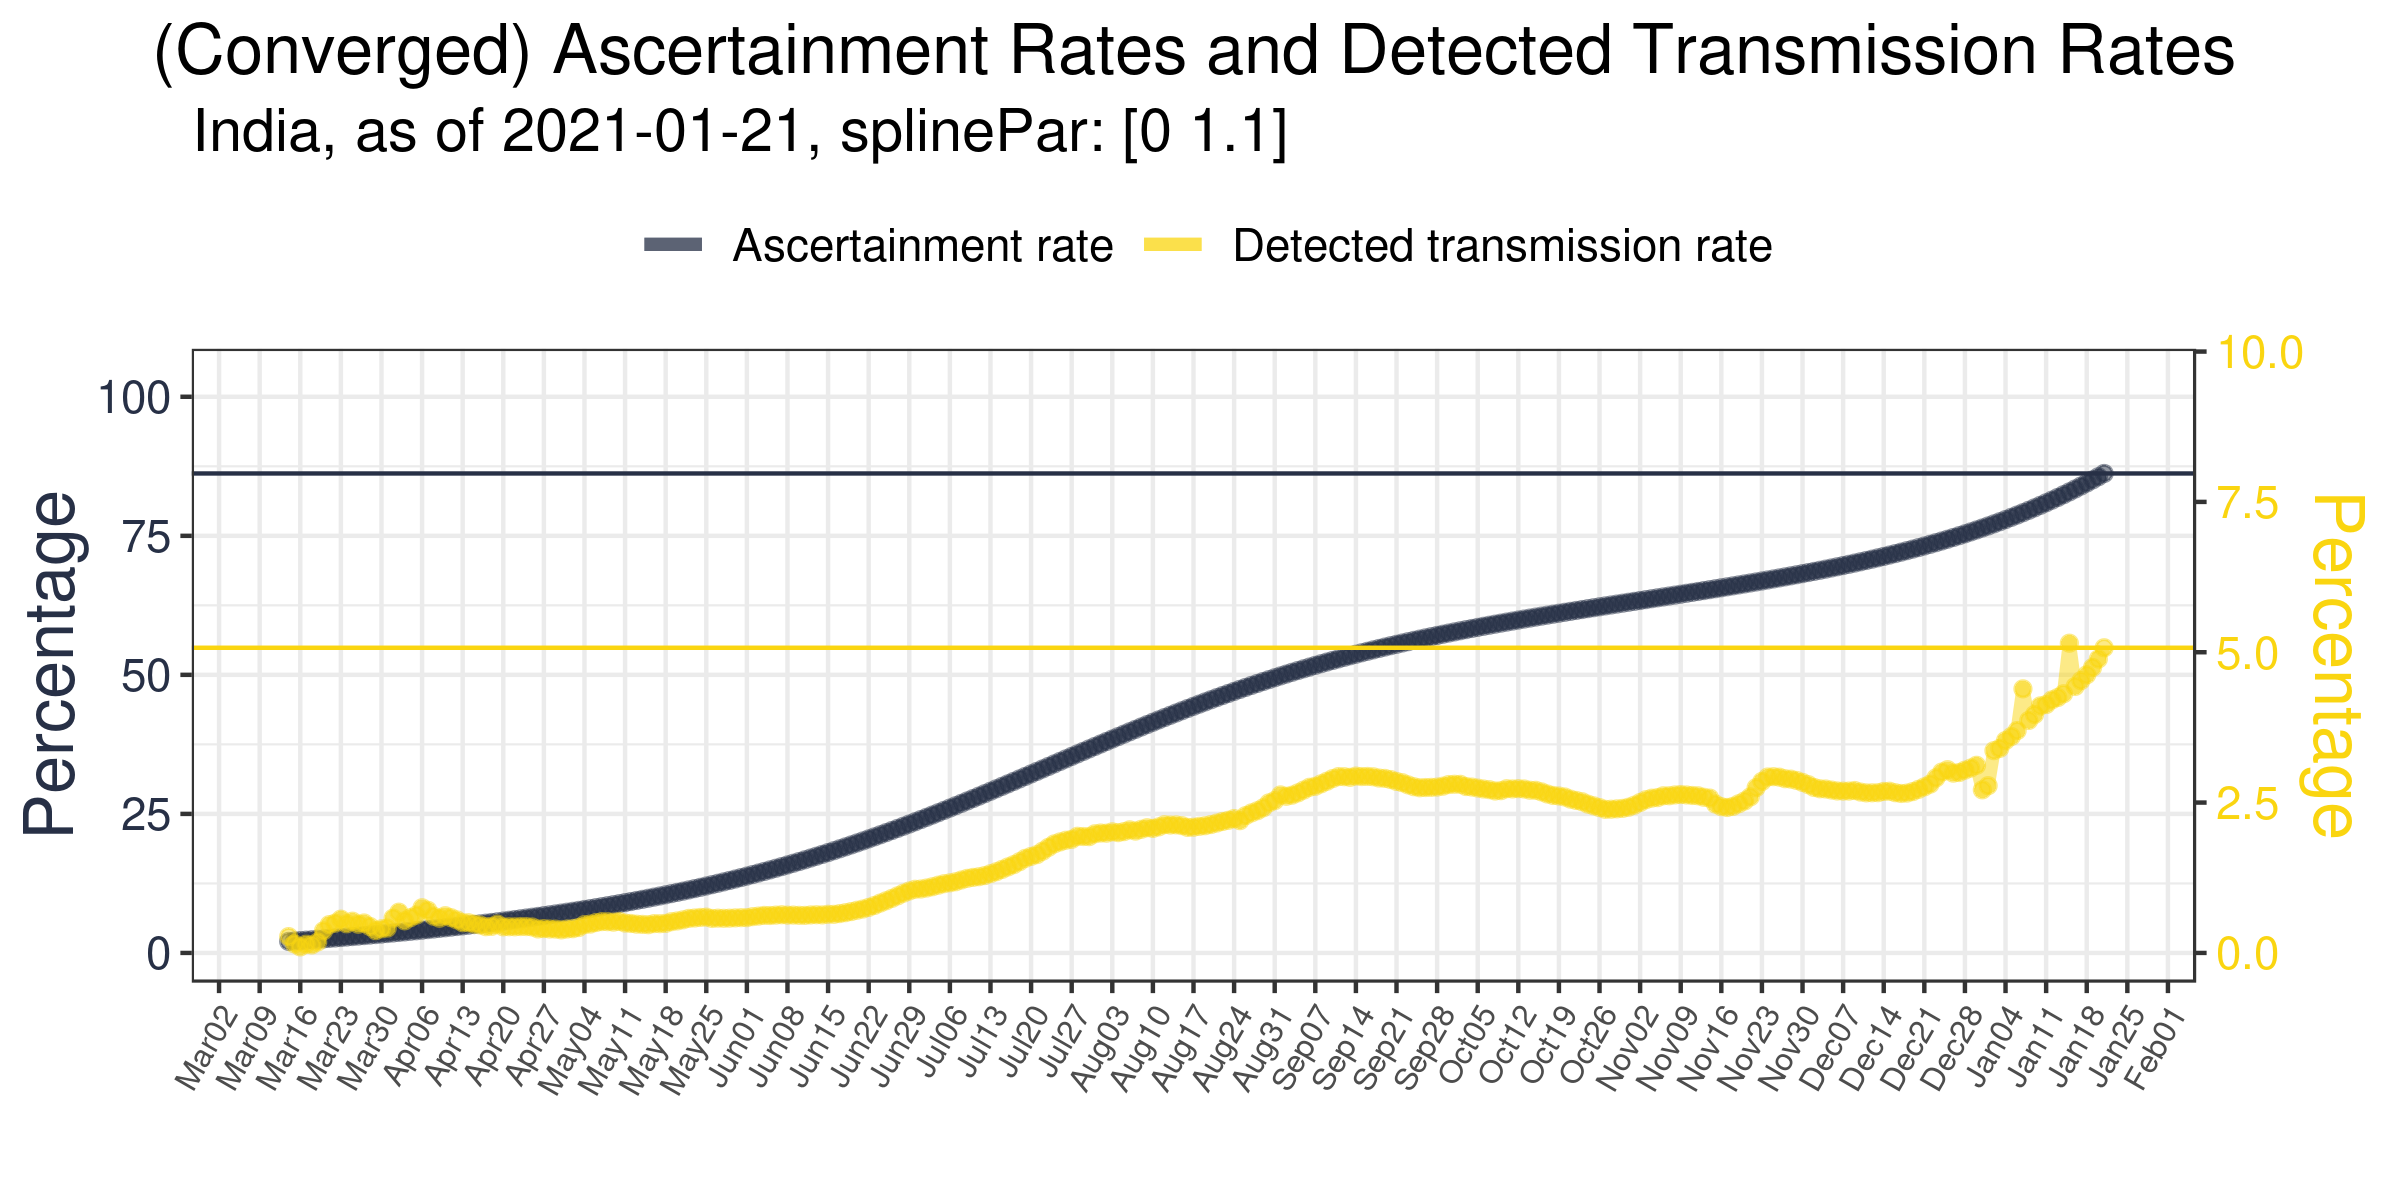 (Converged) Ascertainment Rates and Detected Transmission Rates
India, as of 2021-01-21, splinePar: [0 1.1]
Ascertainment rate Detected transmission rate
Percentage
100
75
50
25
0
10.0
7.5
5.0
2.5
0.0
Percentage
Mar02
Mar09
Mar16
Mar23
Mar30
Apr06
Apr13
Apr20
Apr27
May04
May11
May18
May25
Jun01
Jun08
Jun15
Jun22
Jun29
Jul06
Jul13
Jul20
Jul27
Aug03
Aug10
Aug17
Aug24
Aug31
Sep07
Sep14
Sep21
Sep28
Oct05
Oct12
Oct19
Oct26
Nov02
Nov09
Nov16
Nov23
Nov30
Dec07
Dec14
Dec21
Dec28
Jan04
Jan11
Jan18
Jan25
Feb01